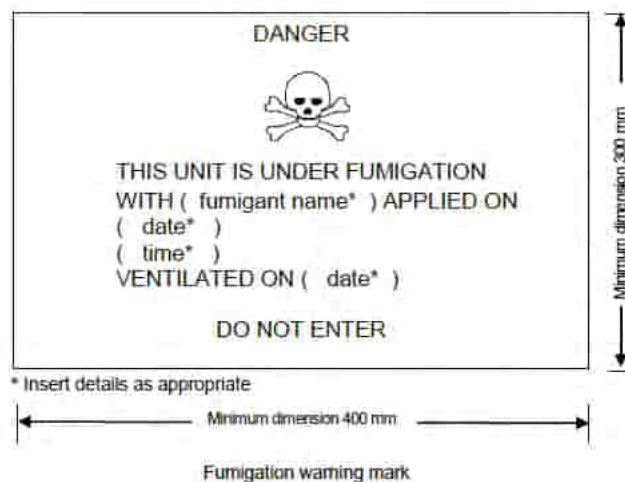 DANGER
THIS UNIT IS UNDER FUMIGATION
WITH ( fumigant name* ) APPLIED ON
( date* )
( time* )
VENTILATED ON ( date* )
DO NOT ENTER
* Insert details as appropriate
Minimum dimension 400 mm
Minimum dimension 300 mm
Fumigation warning mark